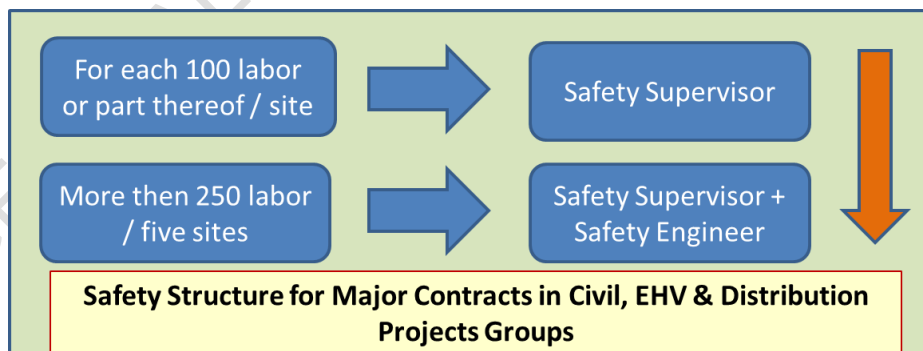 For each 100 labor
or part thereof / site
Safety Supervisor
More then 250 labor
/ five sites
Safety Supervisor +
Safety Engineer
Safety Structure for Major Contracts in Civil, EHV & Distribution
Projects Groups